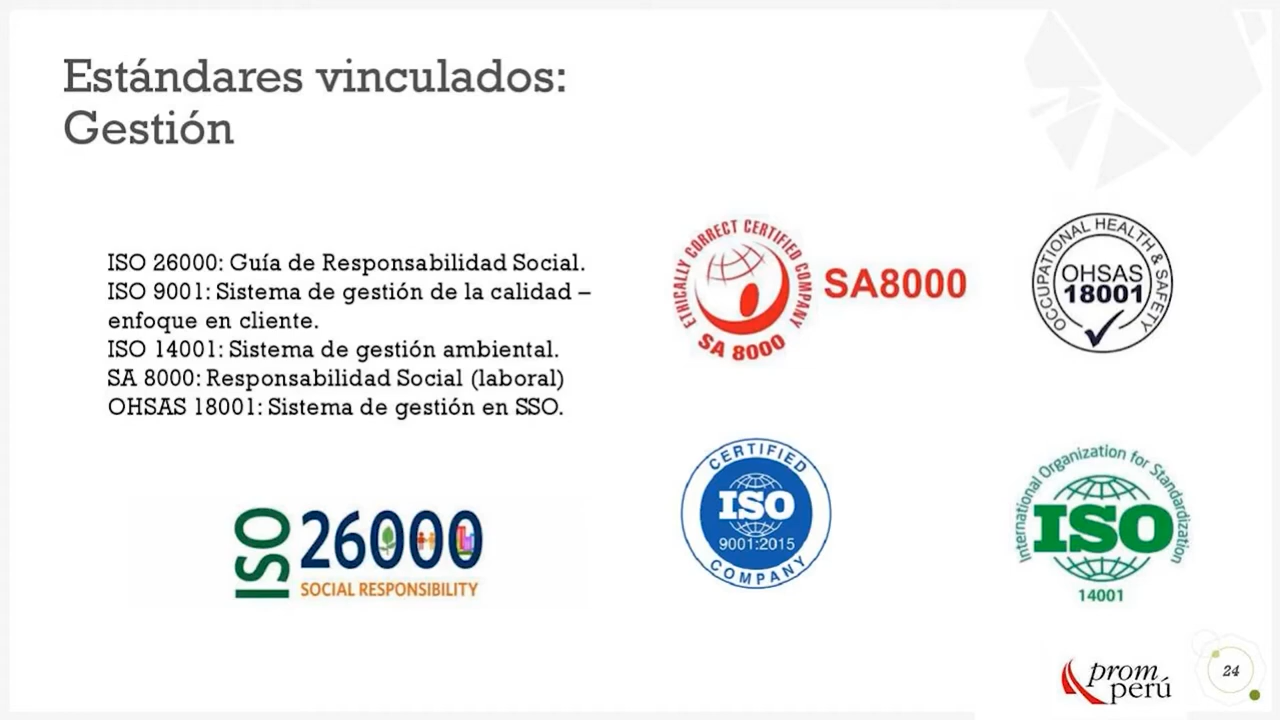 Estándares vinculados:
Gestión
ISO 26000: Guía de Responsabilidad Social.
ISO 9001: Sistema de gestión de la calidad –
enfoque en cliente.
ISO 14001: Sistema de gestión ambiental.
SA 8000: Responsabilidad Social (laboral)
OHSAS 18001: Sistema de gestión en SSO.
ETHICALLY CORRECT CERTIFIED COMPANY
SA 8000
SA8000
OCCUPATIONAL HEALTH & SAFETY
OHSAS
18001
ISO 26000
SOCIAL RESPONSIBILITY
CERTIFIED
ISO
9001:2015
COMPANY
International Organization for Standardization
ISO
14001
prom
perú
24